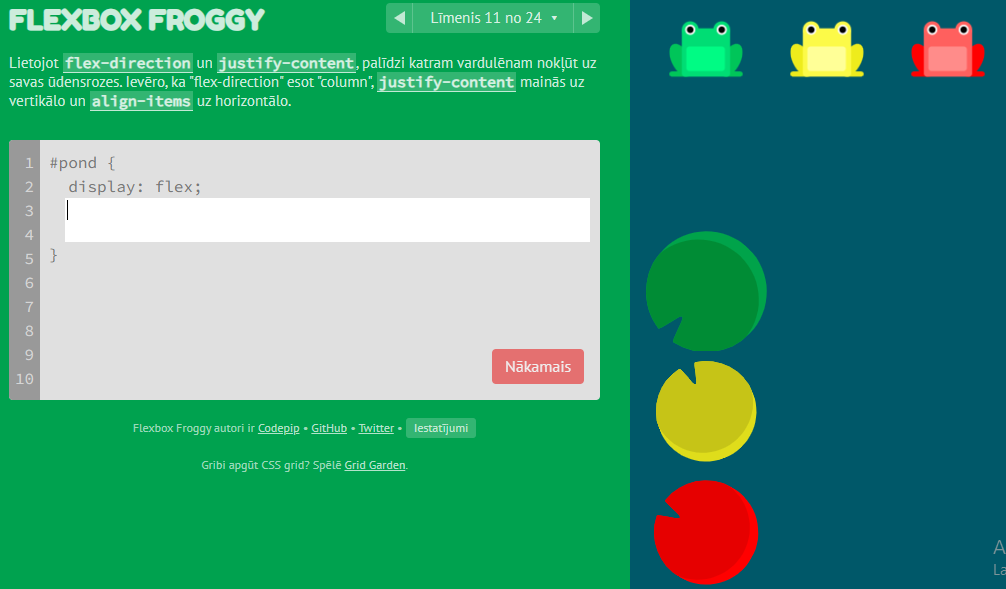 FLEXBOX FROGGY
Līmenis 11 no 24
Lietojot flex-direction un justify-content, palīdzi katram vardulēnam nokļūt uz
savas ūdensrozes. Ievēro, ka "flex-direction" esot "column", justify-content mainās uz
vertikālo un align-items uz horizontālo.
1 #pond {
2 display: flex;
3
4
5 }
6
7
8
9
10
Nākamais
Flexbox Froggy autori ir Codepip • GitHub • Twitter • Iestatījumi
Gribi apgūt CSS grid? Spēlē Grid Garden.